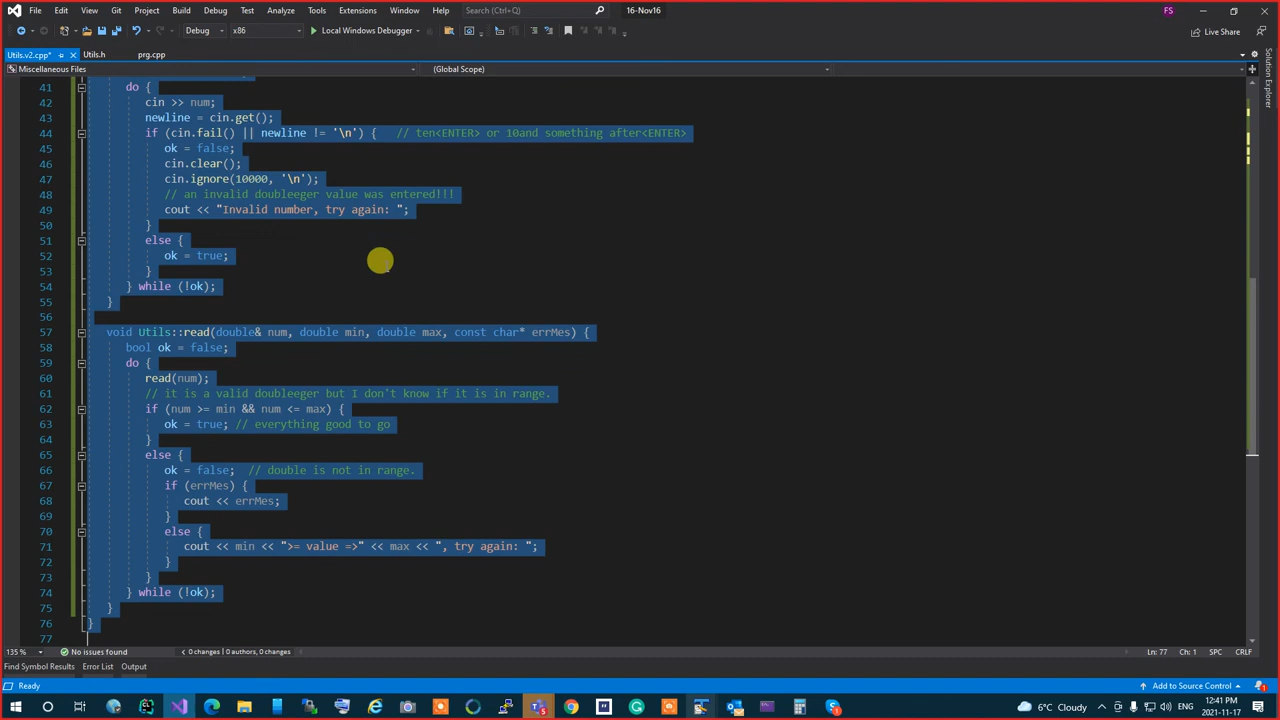 File Edit View Git Project Build Debug Test Analyze Tools Extensions Window Help Search (Ctrl+Q) 16-Nov16 FS
Debug x86 Local Windows Debugger Live Share
Utils.v2.cpp* Utils.h prg.cpp
Miscellaneous Files (Global Scope)
Solution Explorer
41 do {
42 cin >> num;
43 newline = cin.get();
44 if (cin.fail() || newline != '\n') { // ten<ENTER> or 10and something after<ENTER>
45 ok = false;
46 cin.clear();
47 cin.ignore(10000, '\n');
48 // an invalid doubleeger value was entered!!!
49 cout << "Invalid number, try again: ";
50 }
51 else {
52 ok = true;
53 }
54 } while (!ok);
55 }
56
57 void Utils::read(double& num, double min, double max, const char* errMes) {
58 bool ok = false;
59 do {
60 read(num);
61 // it is a valid doubleeger but I don't know if it is in range.
62 if (num >= min && num <= max) {
63 ok = true; // everything good to go
64 }
65 else {
66 ok = false; // double is not in range.
67 if (errMes) {
68 cout << errMes;
69 }
70 else {
71 cout << min << ">= value =>" << max << ", try again: ";
72 }
73 }
74 } while (!ok);
75 }
76 }
77
135 % No issues found 0 changes | 0 authors, 0 changes Ln: 77 Ch: 1 SPC CRLF
Find Symbol Results Error List Output
Ready Add to Source Control 1
6°C Cloudy ENG 12:41 PM 2021-11-17